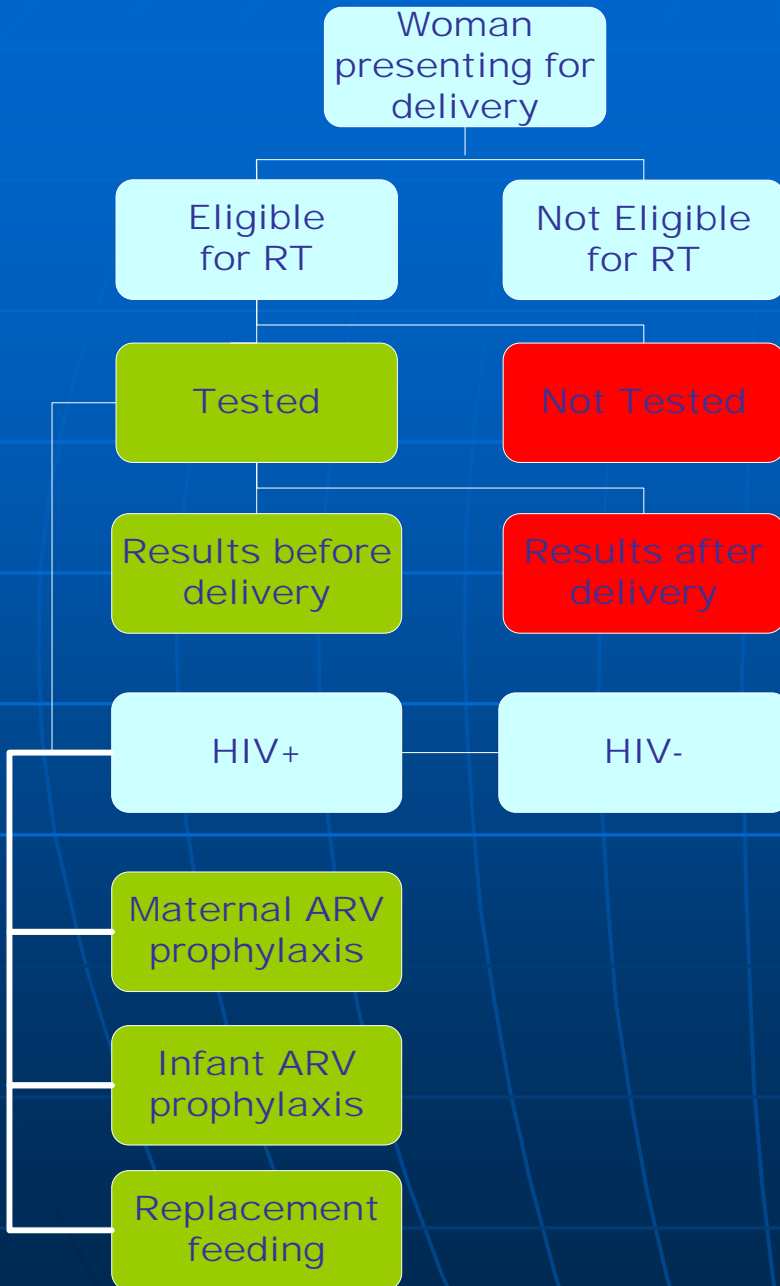 Woman
presenting for
delivery
Eligible
for RT
Not Eligible
for RT
Tested
Not Tested
Results before
delivery
Results after
delivery
HIV+
HIV-
Maternal ARV
prophylaxis
Infant ARV
prophylaxis
Replacement
feeding